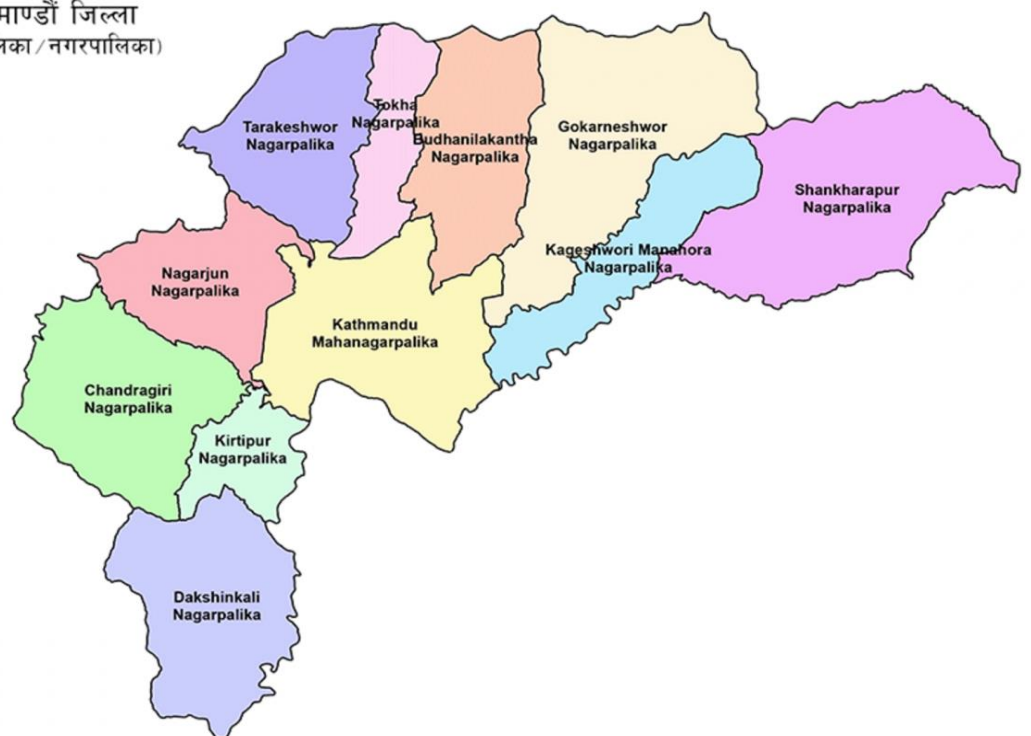 माण्डौं जिल्ला
लिका/नगरपालिका)
Tarakeshwor
Nagarpalika
Tokha
Nagarpalika
Budhanilakantha
Nagarpalika
Gokarneshwor
Nagarpalika
Shankharapur
Nagarpalika
Kageshwori Manahora
Nagarpalika
Nagarjun
Nagarpalika
Kathmandu
Mahanagarpalika
Chandragiri
Nagarpalika
Kirtipur
Nagarpalika
Dakshinkali
Nagarpalika